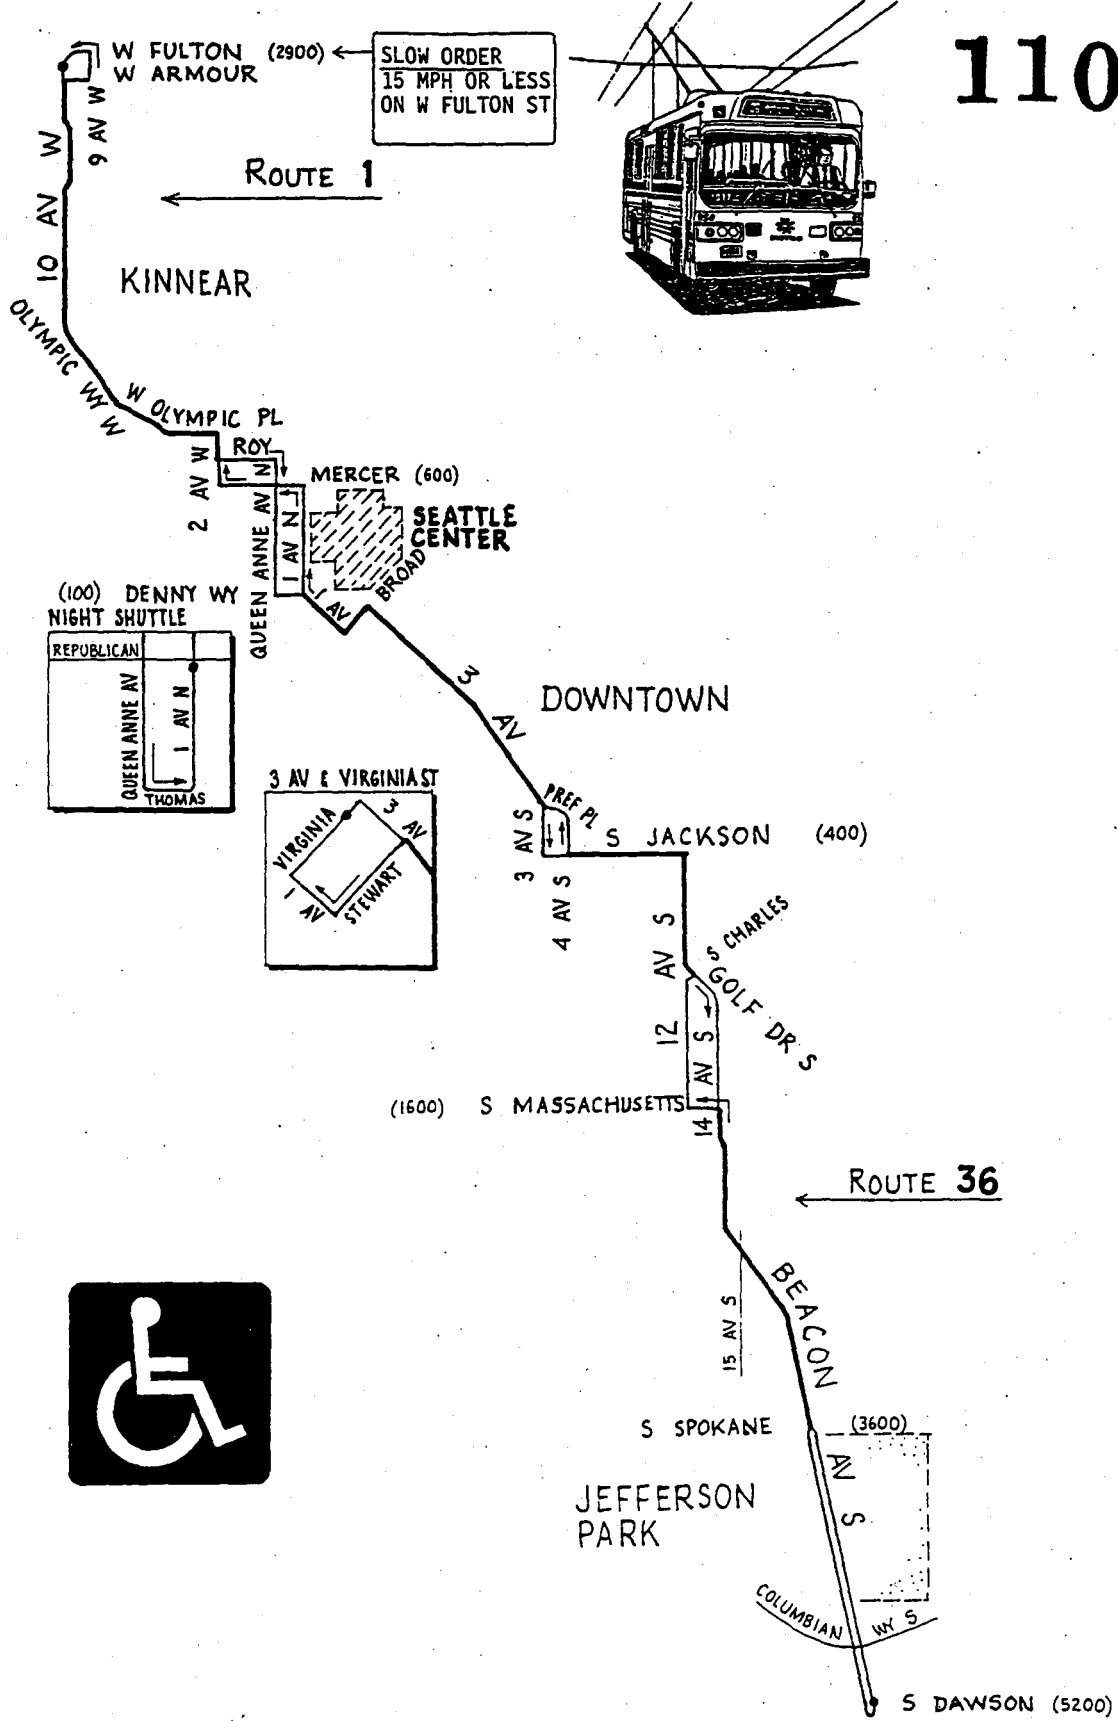 110
W FULTON (2900)
W ARMOUR
SLOW ORDER
15 MPH OR LESS
ON W FULTON ST
9 AV W
10 AV W
ROUTE 1
KINNEAR
OLYMPIC WY W
W OLYMPIC PL
ROY
2 AV W
MERCER (600)
QUEEN ANNE AV N
1 AV N
SEATTLE
CENTER
BROAD
1 AV
(100) DENNY WY
NIGHT SHUTTLE
REPUBLICAN
QUEEN ANNE AV
1 AV N
THOMAS
3 AV
DOWNTOWN
3 AV & VIRGINIA ST
VIRGINIA
3 AV
1 AV
STEWART
PREF PL
3 AV S
4 AV S
S JACKSON (400)
12 AV S
S CHARLES
GOLF DR S
14 AV S
(1600) S MASSACHUSETTS
ROUTE 36
15 AV S
BEACON AV S
S SPOKANE (3600)
JEFFERSON
PARK
COLUMBIAN WY S
S DAWSON (5200)